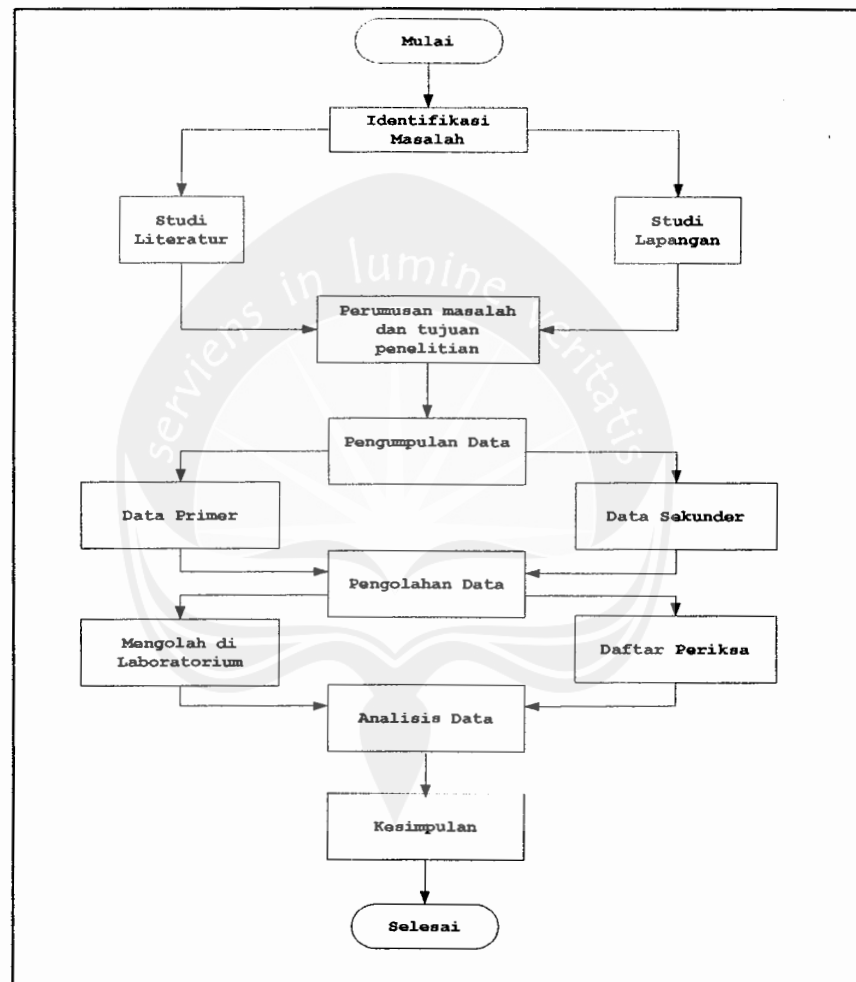 Mulai
Identifikasi
Masalah
Studi
Literatur
Studi
Lapangan
serviens in lumine veritatis
Perumusan masalah
dan tujuan
penelitian
Pengumpulan Data
Data Primer
Data Sekunder
Pengolahan Data
Mengolah di
Laboratorium
Daftar Periksa
Analisis Data
Kesimpulan
Selesai